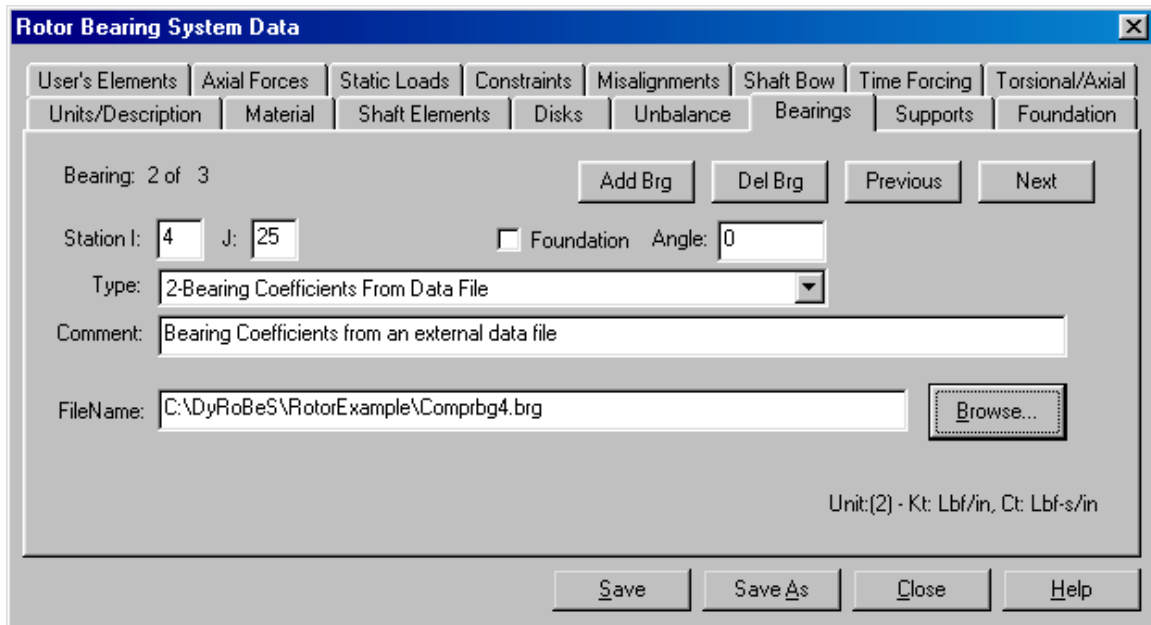 Rotor Bearing System Data
User's Elements Axial Forces Static Loads Constraints Misalignments Shaft Bow Time Forcing Torsional/Axial
Units/Description Material Shaft Elements Disks Unbalance Bearings Supports Foundation
Bearing: 2 of 3 Add Brg Del Brg Previous Next
Station I: 4 J: 25 Foundation Angle: 0
Type: 2-Bearing Coefficients From Data File
Comment: Bearing Coefficients from an external data file
FileName: C:\DyRoBeS\RotorExample\Comprbg4.brg Browse...
Unit:(2) - Kt: Lbf/in, Ct: Lbf-s/in
Save Save As Close Help